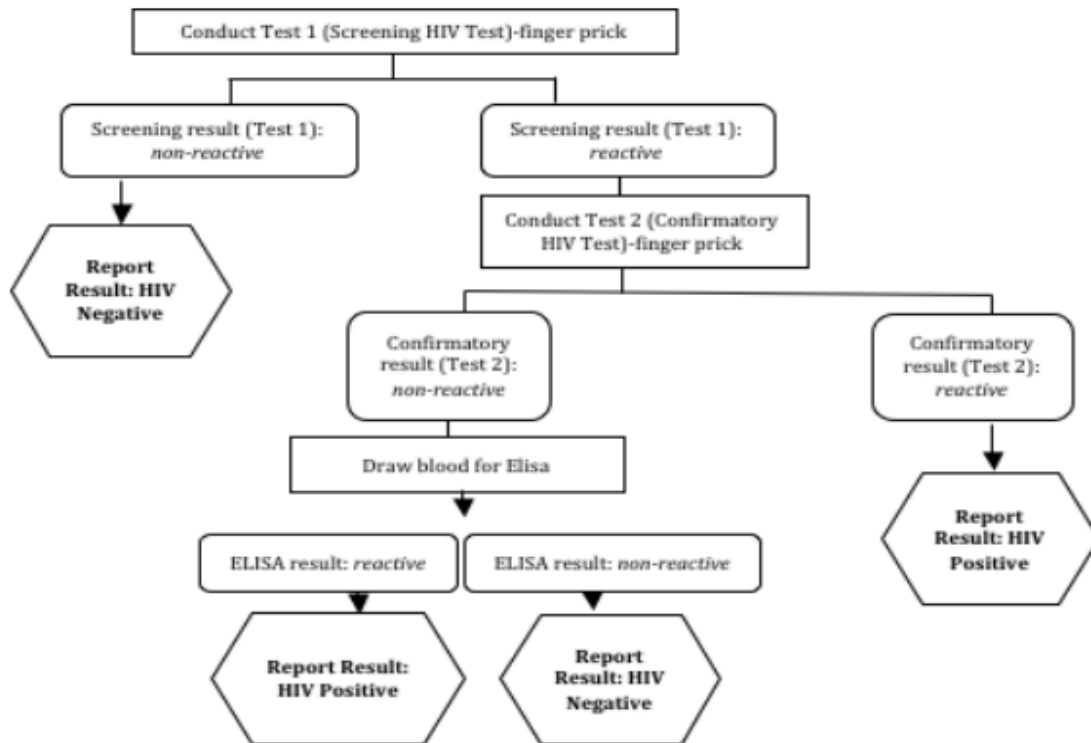 Conduct Test 1 (Screening HIV Test)-finger prick
Screening result (Test 1):
non-reactive
Screening result (Test 1):
reactive
Report
Result: HIV
Negative
Conduct Test 2 (Confirmatory
HIV Test)-finger prick
Confirmatory
result (Test 2):
non-reactive
Confirmatory
result (Test 2):
reactive
Draw blood for Elisa
Report
Result: HIV
Positive
ELISA result: reactive
ELISA result: non-reactive
Report Result:
HIV Positive
Report
Result: HIV
Negative